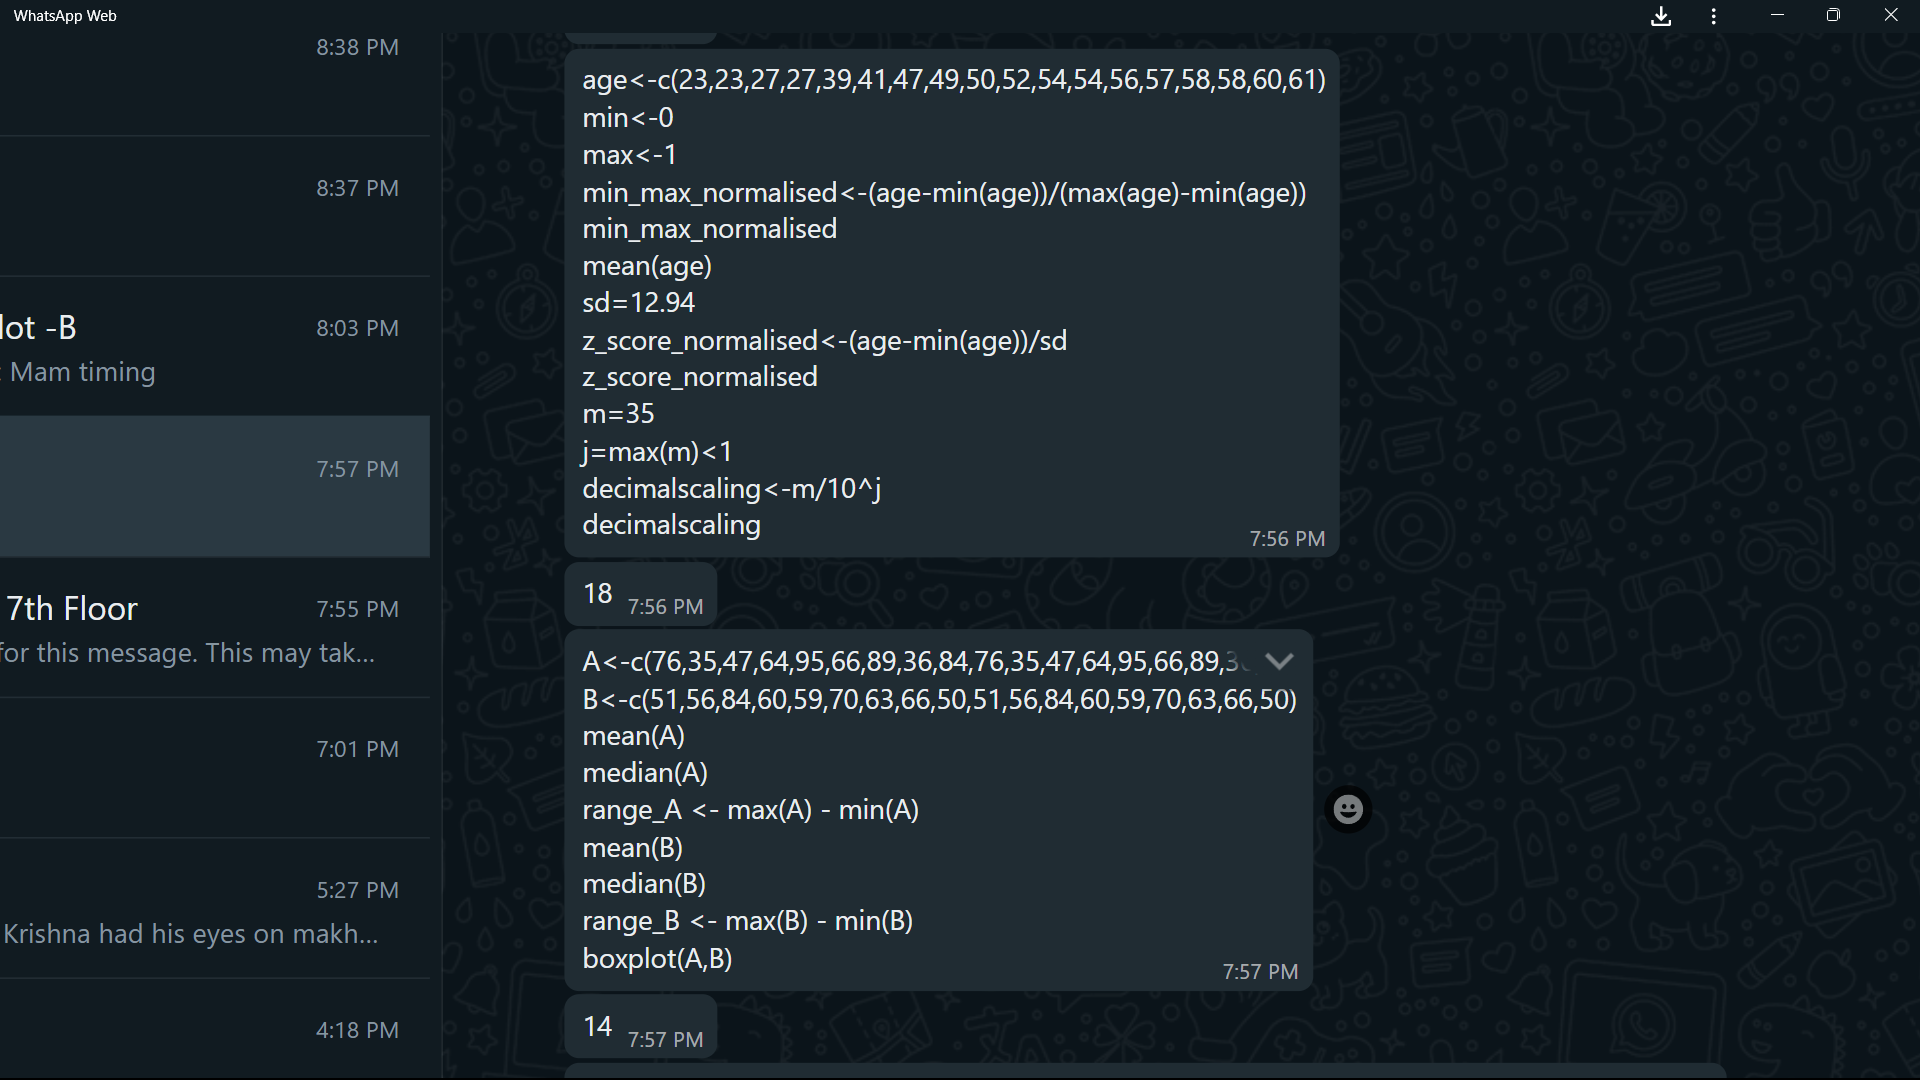 WhatsApp Web
8:38 PM
8:37 PM
lot -B
8:03 PM
: Mam timing
7:57 PM
7th Floor
7:55 PM
for this message. This may tak...
7:01 PM
5:27 PM
Krishna had his eyes on makh...
4:18 PM
age<-c(23,23,27,27,39,41,47,49,50,52,54,54,56,57,58,58,60,61)
min<-0
max<-1
min_max_normalised<-(age-min(age))/(max(age)-min(age))
min_max_normalised
mean(age)
sd=12.94
z_score_normalised<-(age-min(age))/sd
z_score_normalised
m=35
j=max(m)<1
decimalscaling<-m/10^j
decimalscaling
7:56 PM
18
7:56 PM
A<-c(76,35,47,64,95,66,89,36,84,76,35,47,64,95,66,89,
B<-c(51,56,84,60,59,70,63,66,50,51,56,84,60,59,70,63,66,50)
mean(A)
median(A)
range_A <- max(A) - min(A)
mean(B)
median(B)
range_B <- max(B) - min(B)
boxplot(A,B)
7:57 PM
14
7:57 PM